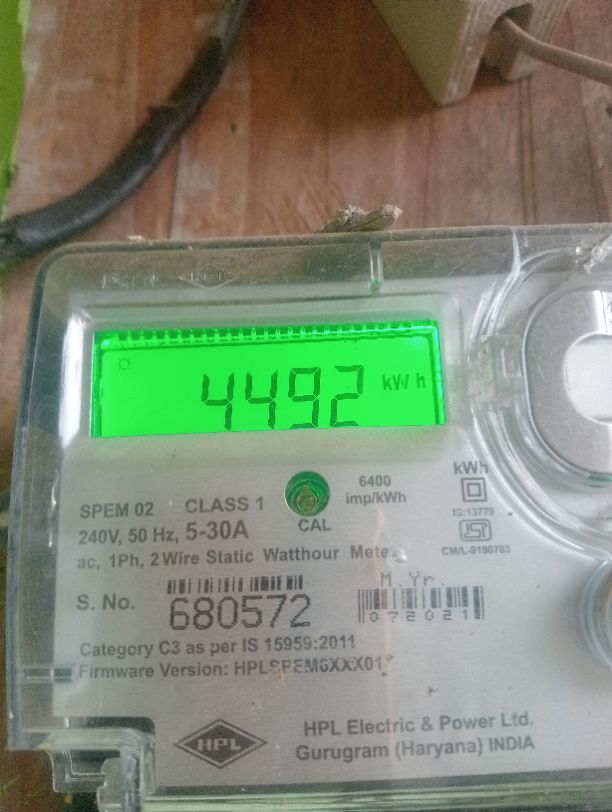 4492 kWh
SPEM 02 CLASS 1
6400
imp/kWh
kWh
240V, 50 Hz, 5-30A
CAL
IS:13779
ISI
CM/L-9190783
ac, 1Ph, 2 Wire Static Watthour Meter
M.Yr.
S. No. 680572
072021
Category C3 as per IS 15959:2011
Firmware Version: HPLSPEM6XXX01
HPL
HPL Electric & Power Ltd.
Gurugram (Haryana) INDIA